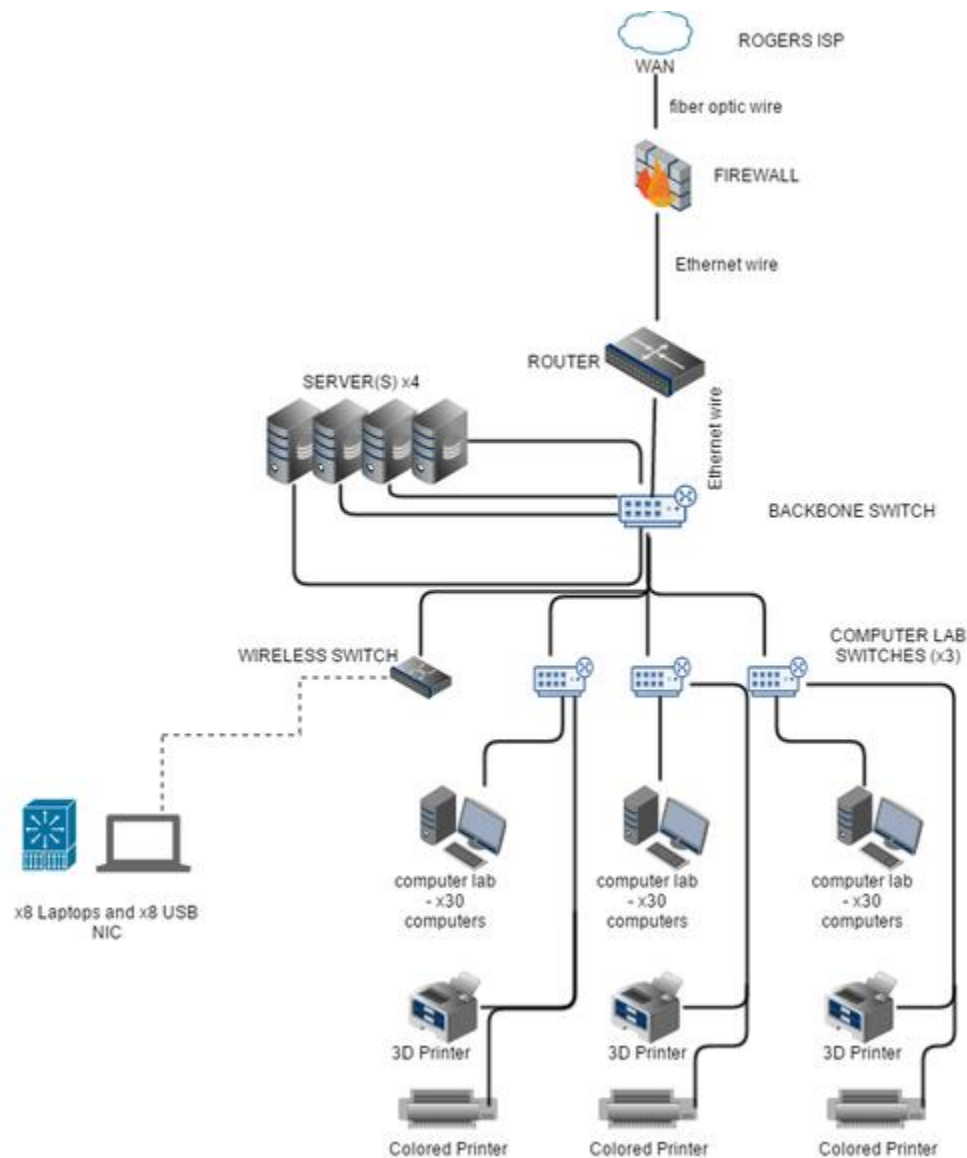 ROGERS ISP
WAN
fiber optic wire
FIREWALL
Ethernet wire
ROUTER
SERVER(S) x4
Ethernet wire
BACKBONE SWITCH
WIRELESS SWITCH
COMPUTER LAB
SWITCHES (x3)
x8 Laptops and x8 USB
NIC
computer lab
- x30
computers
computer lab
- x30
computers
computer lab
- x30
computers
3D Printer
3D Printer
3D Printer
Colored Printer
Colored Printer
Colored Printer